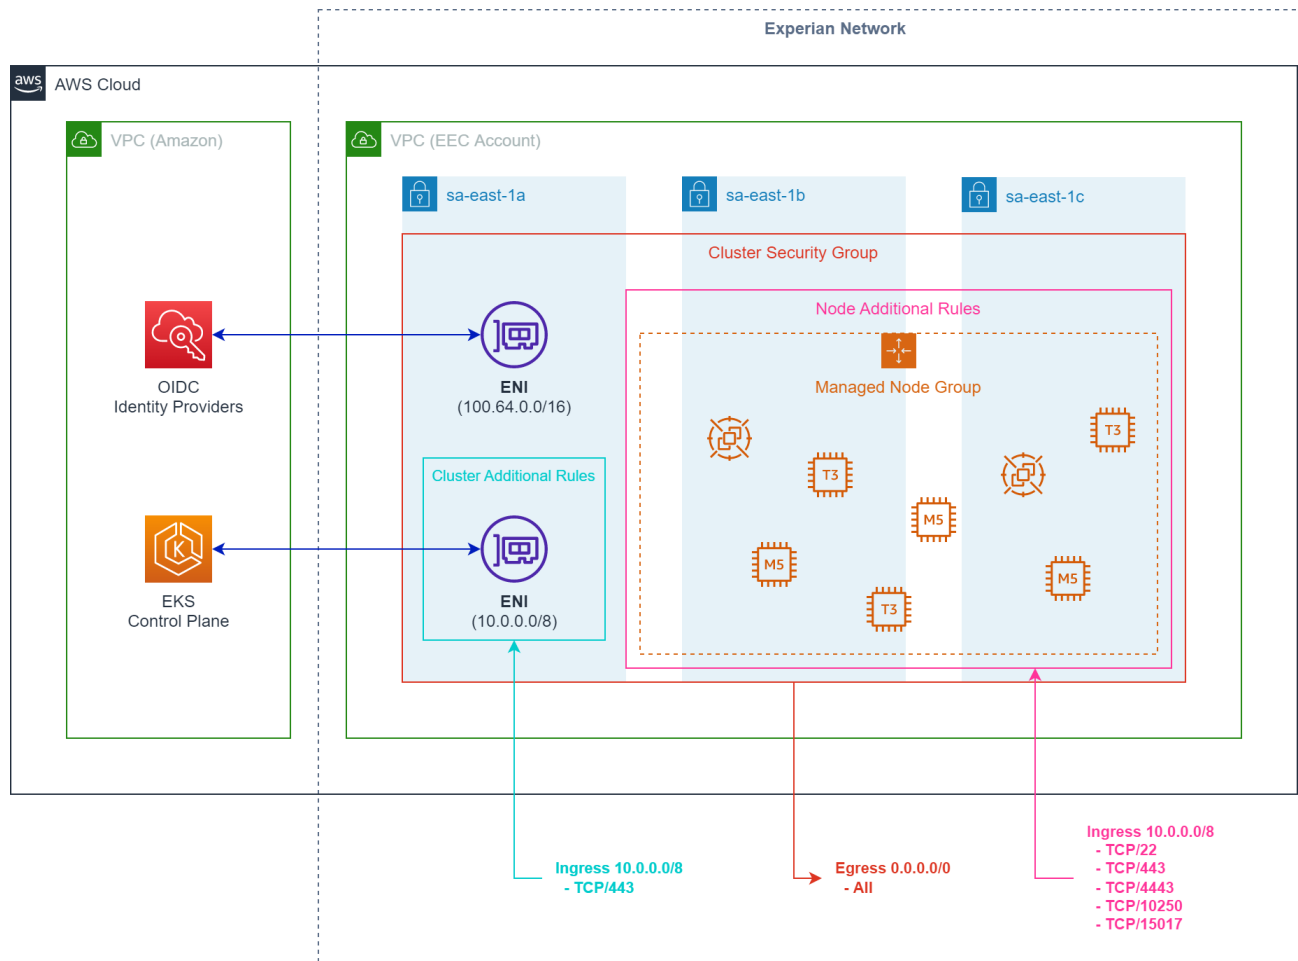 Experian Network
aws
AWS Cloud
VPC (Amazon)
VPC (EEC Account)
sa-east-1a
sa-east-1b
sa-east-1c
Cluster Security Group
Node Additional Rules
Managed Node Group
OIDC
Identity Providers
ENI
(100.64.0.0/16)
T3
T3
M5
M5
M5
T3
Cluster Additional Rules
K
EKS
Control Plane
ENI
(10.0.0.0/8)
Ingress 10.0.0.0/8
- TCP/443
Egress 0.0.0.0/0
- All
Ingress 10.0.0.0/8
- TCP/22
- TCP/443
- TCP/4443
- TCP/10250
- TCP/15017